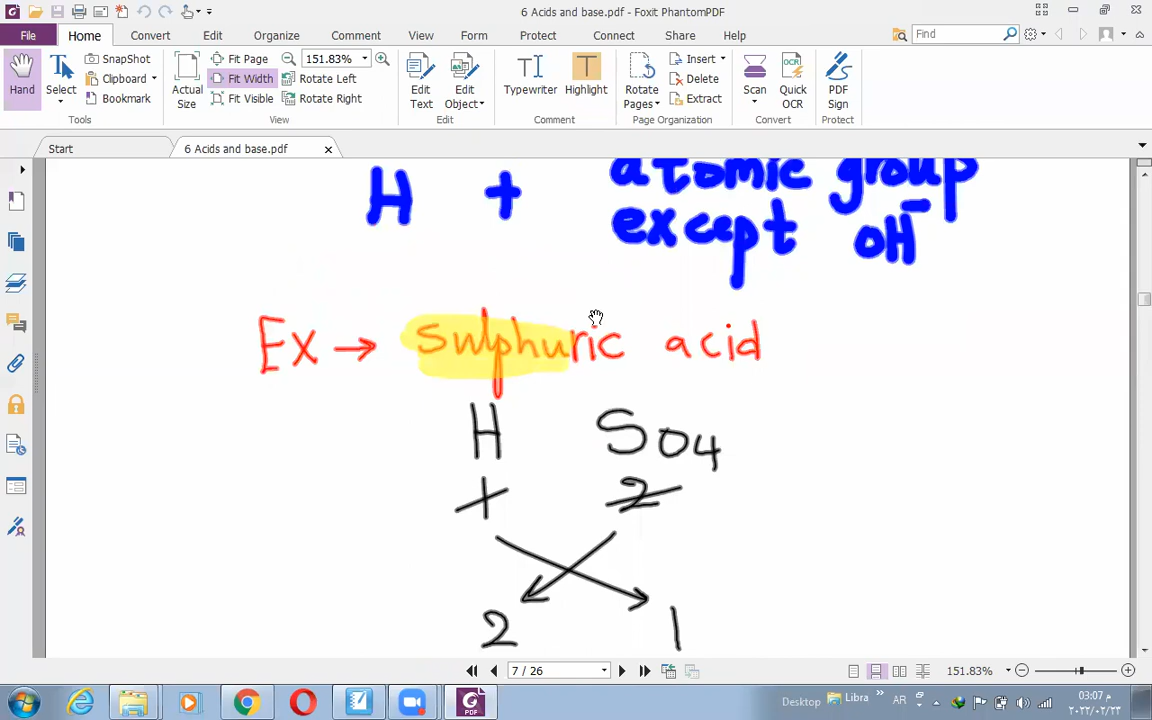 6 Acids and base.pdf - Foxit PhantomPDF
File Home Convert Edit Organize Comment View Form Protect Connect Share Help Find
Hand Select SnapShot Clipboard Bookmark Actual Size Fit Page Fit Width Fit Visible 151.83% Rotate Left Rotate Right Edit Text Edit Object Typewriter Highlight Rotate Pages Insert Delete Extract Scan Quick OCR PDF Sign
Tools View Edit Comment Page Organization Convert Protect
Start 6 Acids and base.pdf
H + atomic group
except OH-
Ex → Sulphuric acid
H SO4
1 2
2 1
7 / 26 151.83%
Desktop Libra AR 03:07 م
٢٠٢٢/٠٢/٢٣